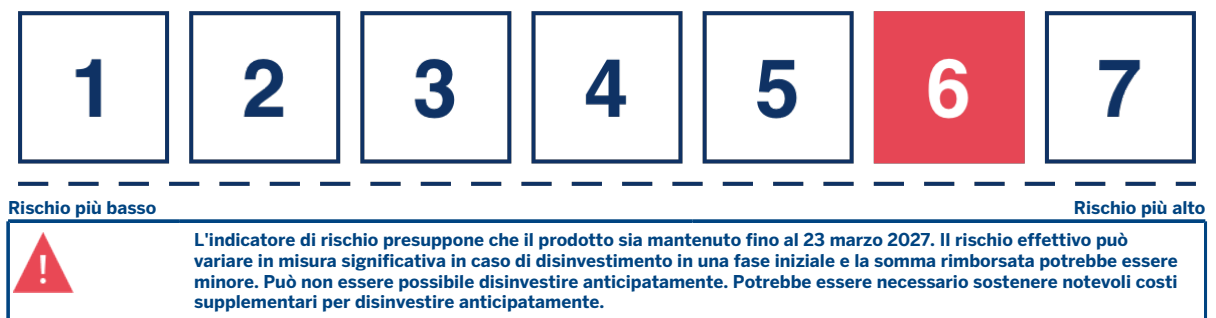 1 2 3 4 5 6 7
Rischio più basso Rischio più alto
!
L'indicatore di rischio presuppone che il prodotto sia mantenuto fino al 23 marzo 2027. Il rischio effettivo può
variare in misura significativa in caso di disinvestimento in una fase iniziale e la somma rimborsata potrebbe essere
minore. Può non essere possibile disinvestire anticipatamente. Potrebbe essere necessario sostenere notevoli costi
supplementari per disinvestire anticipatamente.